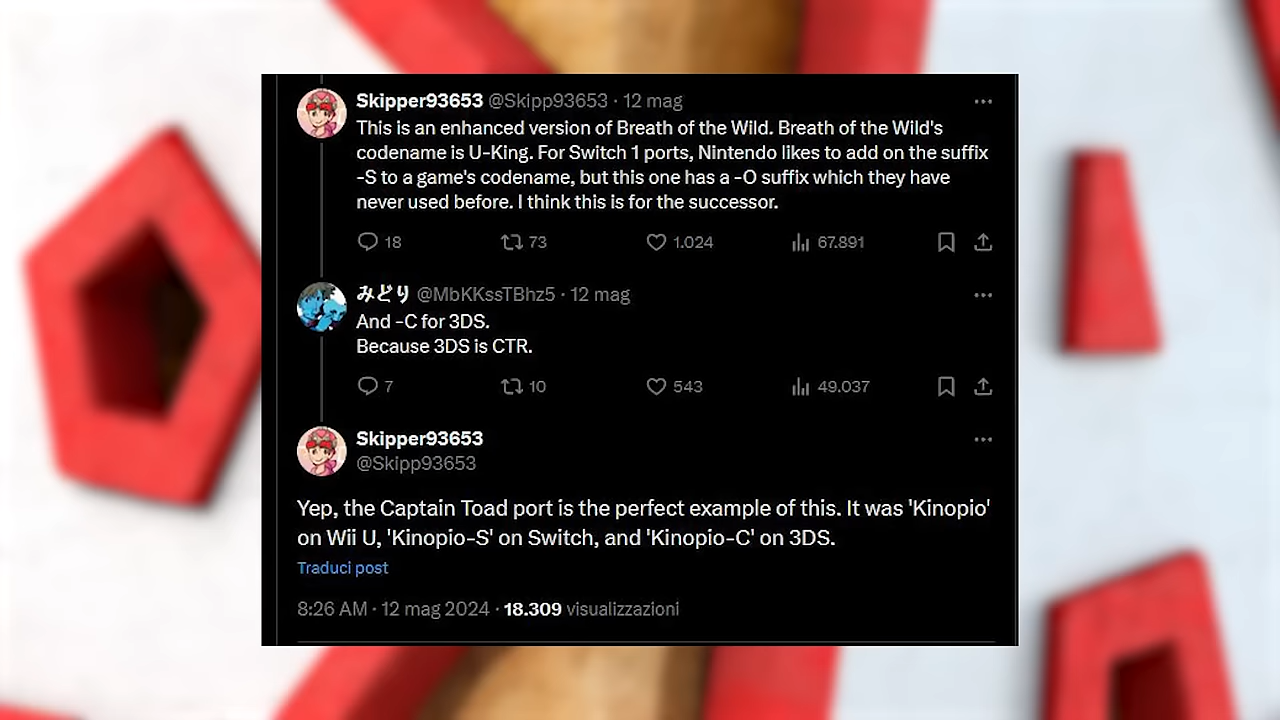 Skipper93653 @Skipp93653 · 12 mag
This is an enhanced version of Breath of the Wild. Breath of the Wild's
codename is U-King. For Switch 1 ports, Nintendo likes to add on the suffix
-S to a game's codename, but this one has a -O suffix which they have
never used before. I think this is for the successor.
18 73 1.024 67.891
みどり @MbKKssTBhz5 · 12 mag
And -C for 3DS.
Because 3DS is CTR.
7 10 543 49.037
Skipper93653
@Skipp93653
Yep, the Captain Toad port is the perfect example of this. It was 'Kinopio'
on Wii U, 'Kinopio-S' on Switch, and 'Kinopio-C' on 3DS.
Traduci post
8:26 AM · 12 mag 2024 · 18.309 visualizzazioni